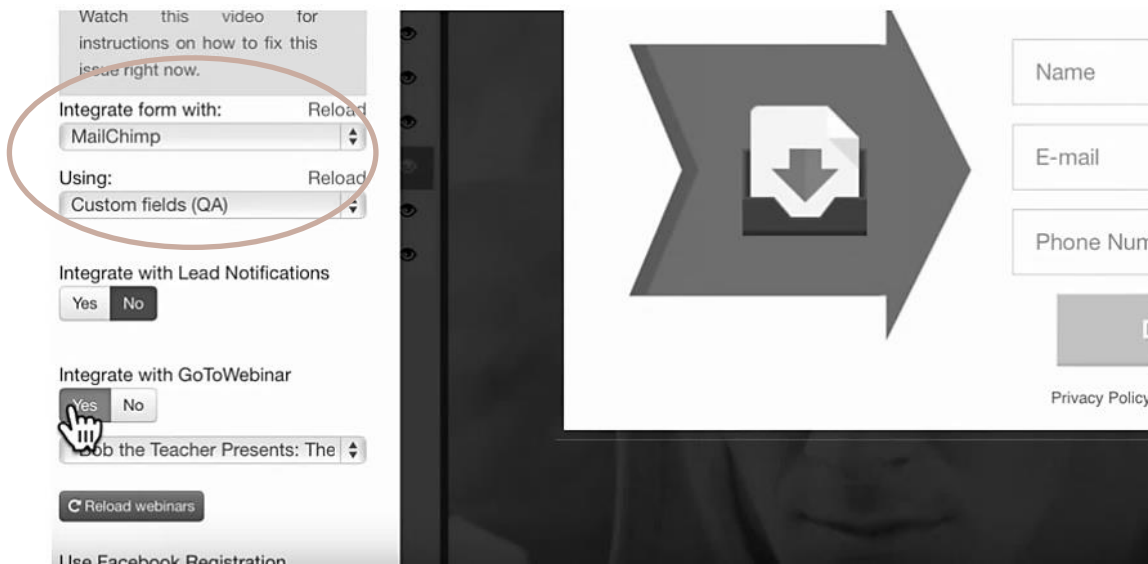 Watch this video for
instructions on how to fix this
issue right now.
Integrate form with: Reload
MailChimp
Using: Reload
Custom fields (QA)
Integrate with Lead Notifications
Yes No
Integrate with GoToWebinar
Yes No
Bob the Teacher Presents: The
Reload webinars
Use Facebook Registration
Name
E-mail
Phone Num
D
Privacy Policy